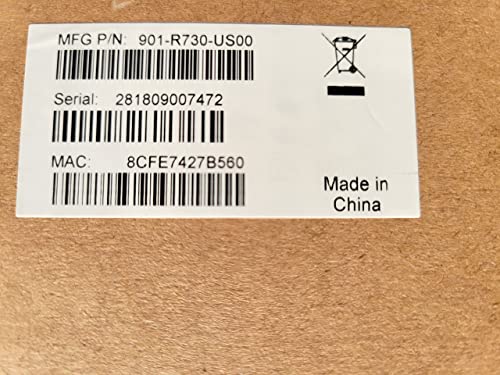 MFG P/N: 901-R730-US00
Serial: 281809007472
MAC: 8CFE7427B560
Made in
China